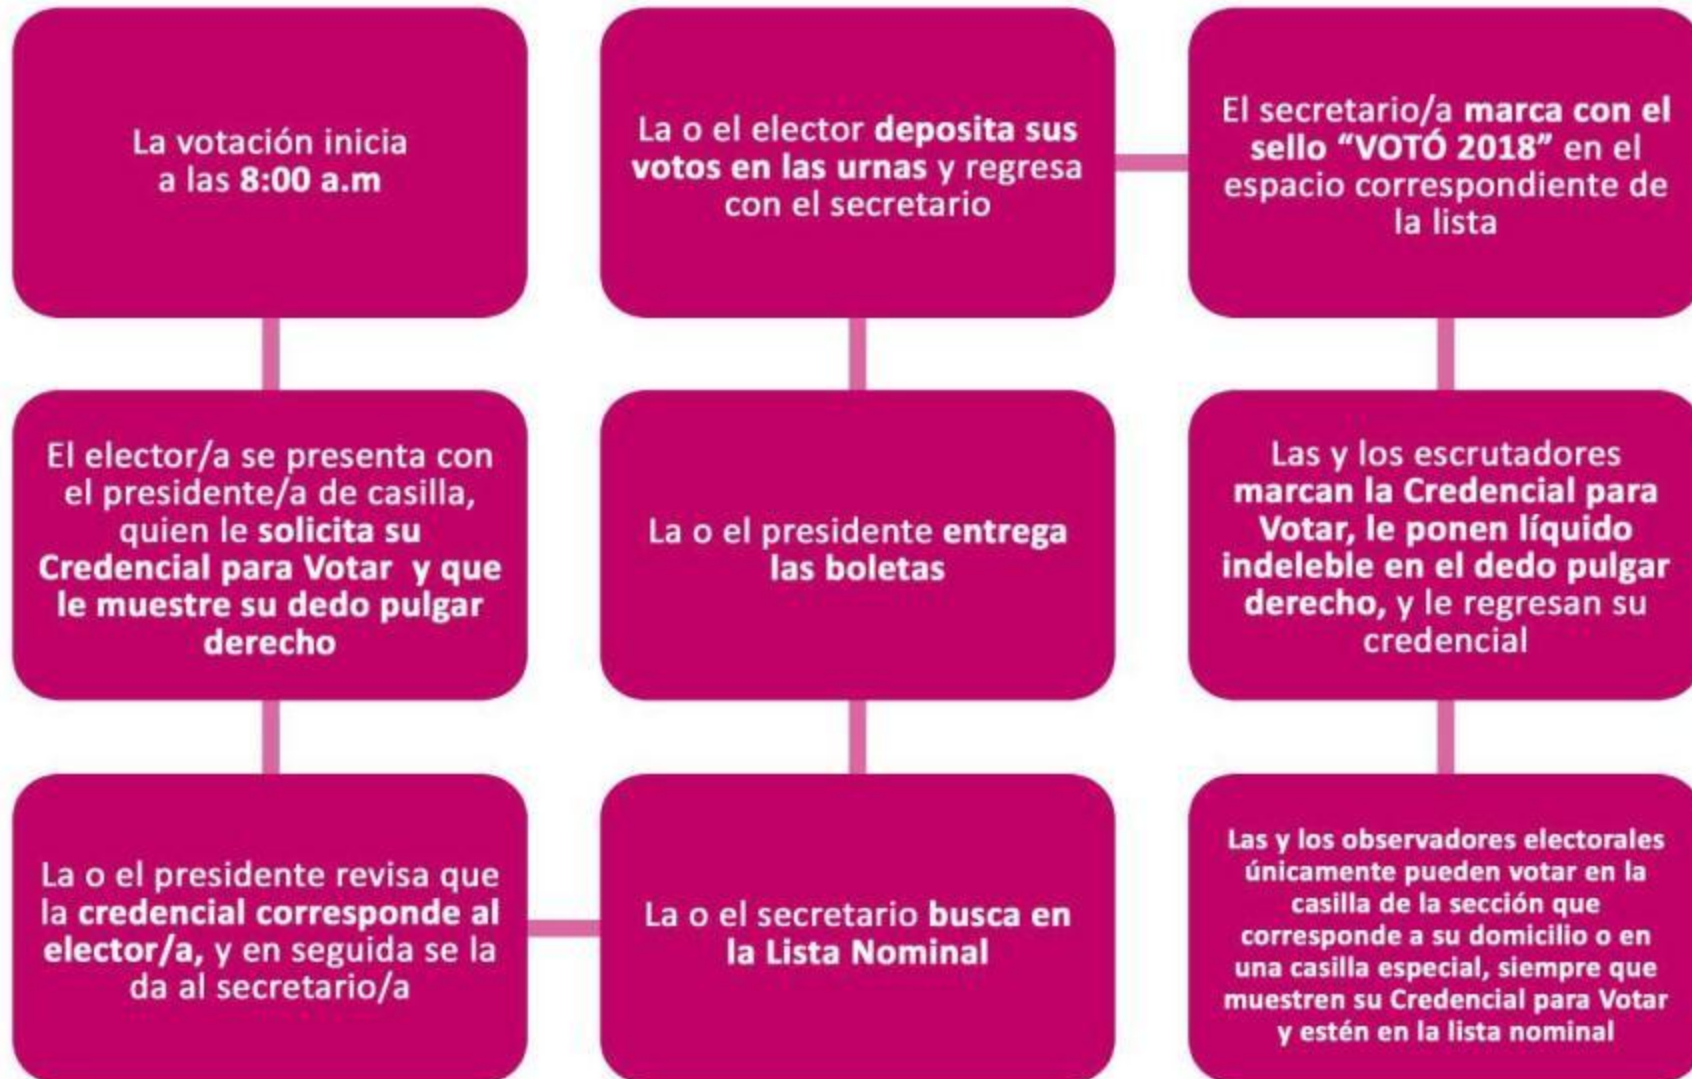 La votación inicia
a las 8:00 a.m
El elector/a se presenta con
el presidente/a de casilla,
quien le solicita su
Credencial para Votar y que
le muestre su dedo pulgar
derecho
La o el presidente revisa que
la credencial corresponde al
elector/a, y en seguida se la
da al secretario/a
La o el secretario busca en
la Lista Nominal
La o el presidente entrega
las boletas
La o el elector deposita sus
votos en las urnas y regresa
con el secretario
El secretario/a marca con el
sello “VOTÓ 2018” en el
espacio correspondiente de
la lista
Las y los escrutadores
marcan la Credencial para
Votar, le ponen líquido
indeleble en el dedo pulgar
derecho, y le regresan su
credencial
Las y los observadores electorales
únicamente pueden votar en la
casilla de la sección que
corresponde a su domicilio o en
una casilla especial, siempre que
muestren su Credencial para Votar
y estén en la lista nominal